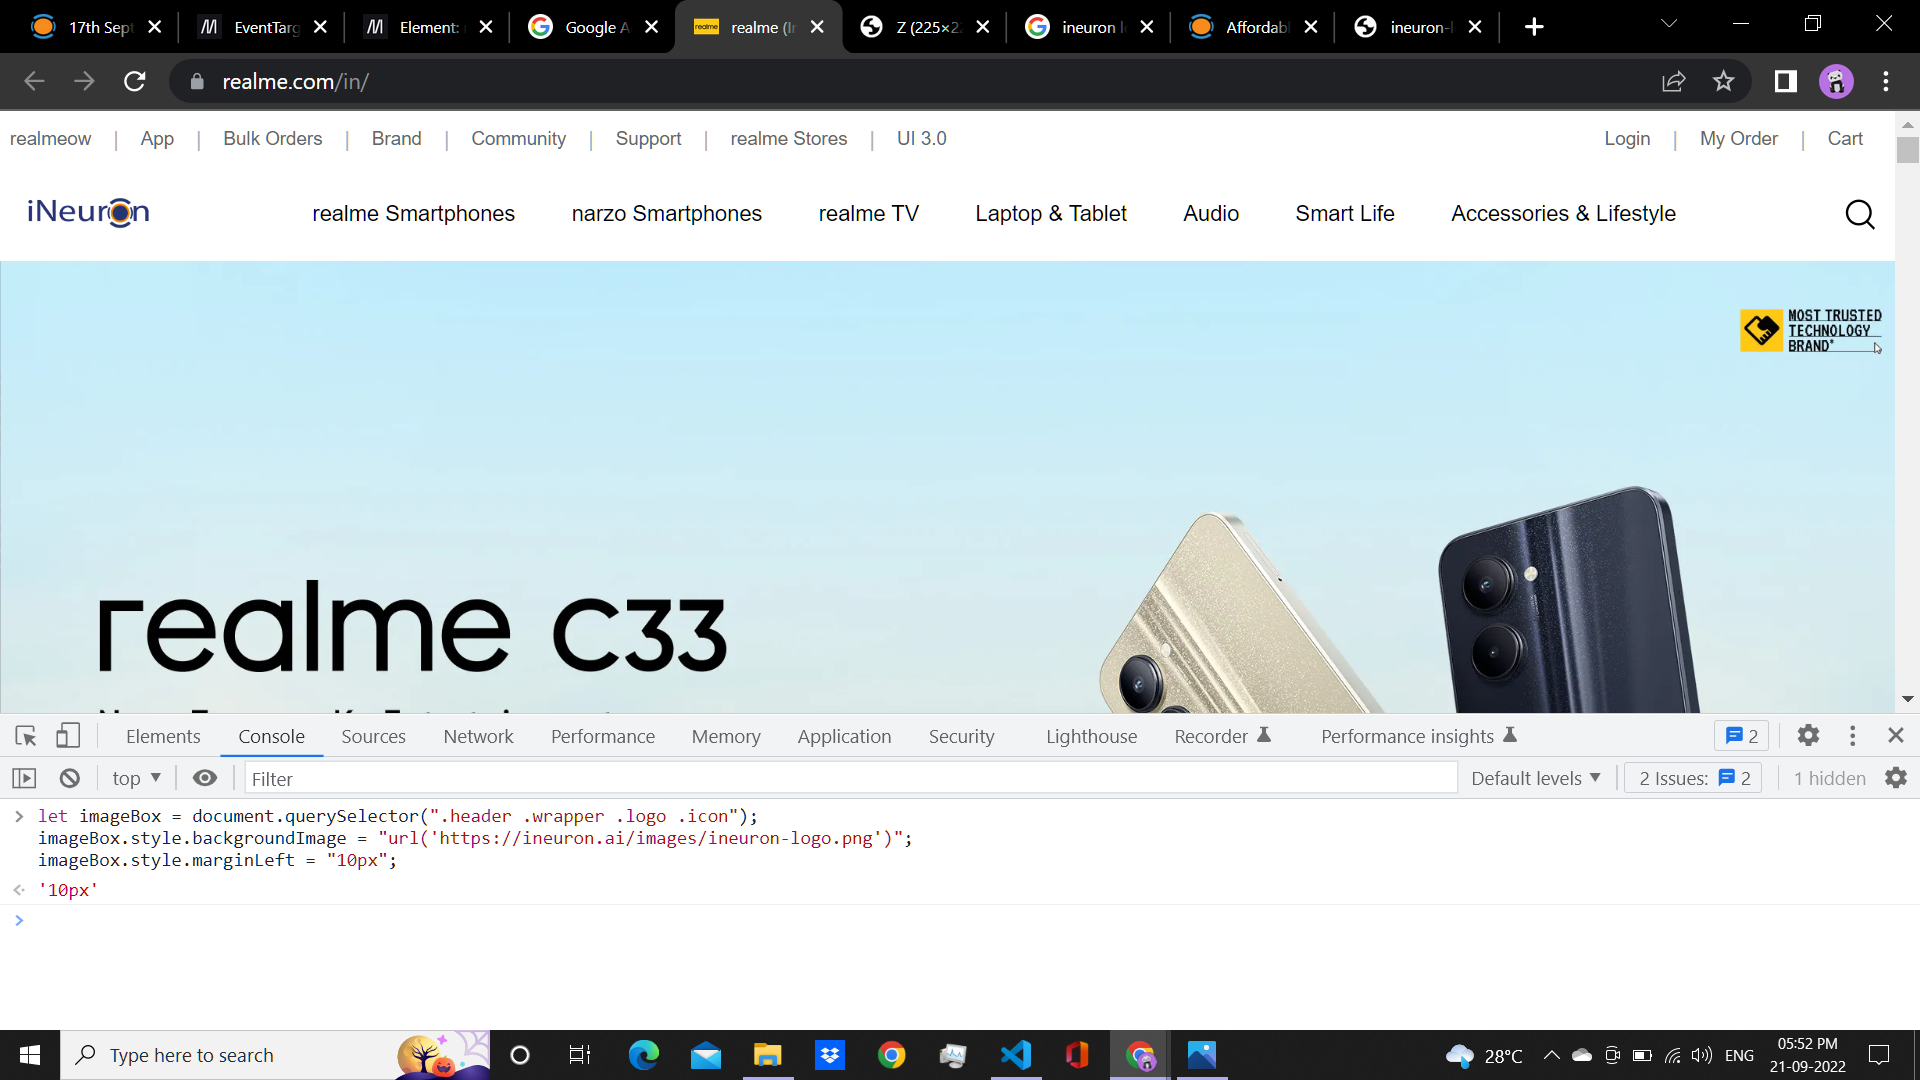 17th Sept
EventTarg
Element:
Google A
realme (I
Z (225×2
ineuron l
Affordab
ineuron-l
realme.com/in/
realmeow | App | Bulk Orders | Brand | Community | Support | realme Stores | UI 3.0
Login | My Order | Cart
iNeuron
realme Smartphones narzo Smartphones realme TV Laptop & Tablet Audio Smart Life Accessories & Lifestyle
MOST TRUSTED
TECHNOLOGY
BRAND*
realme C33
Elements Console Sources Network Performance Memory Application Security Lighthouse Recorder Performance insights 2
top Filter Default levels 2 Issues: 2 1 hidden
let imageBox = document.querySelector(".header .wrapper .logo .icon");
imageBox.style.backgroundImage = "url('https://ineuron.ai/images/ineuron-logo.png')";
imageBox.style.marginLeft = "10px";
'10px'
Type here to search
28°C
ENG
05:52 PM
21-09-2022